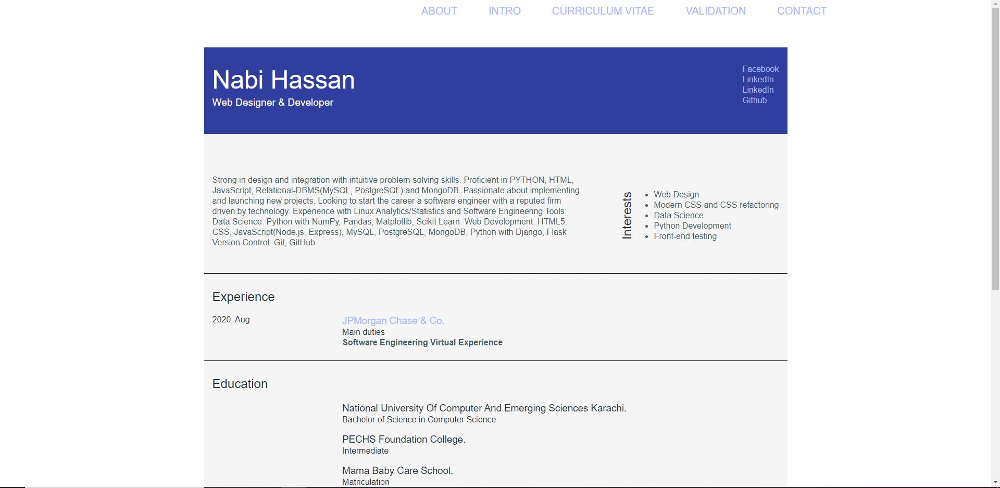 ABOUT INTRO CURRICULUM VITAE VALIDATION CONTACT
Nabi Hassan
Web Designer & Developer
Facebook
LinkedIn
LinkedIn
Github
Strong in design and integration with intuitive problem-solving skills. Proficient in PYTHON, HTML,
JavaScript, Relational-DBMS(MySQL, PostgreSQL) and MongoDB. Passionate about implementing
and launching new projects. Looking to start the career a software engineer with a reputed firm
driven by technology. Experience with Linux Analytics/Statistics and Software Engineering Tools:
Data Science: Python with NumPy, Pandas, Matplotlib, Scikit Learn. Web Development: HTML5,
CSS, JavaScript(Node.js, Express), MySQL, PostgreSQL, MongoDB, Python with Django, Flask
Version Control: Git, GitHub.
Interests
• Web Design
• Modern CSS and CSS refactoring
• Data Science
• Python Development
• Front-end testing
Experience
2020, Aug
JPMorgan Chase & Co.
Main duties
Software Engineering Virtual Experience
Education
National University Of Computer And Emerging Sciences Karachi.
Bachelor of Science in Computer Science
PECHS Foundation College.
Intermediate
Mama Baby Care School.
Matriculation